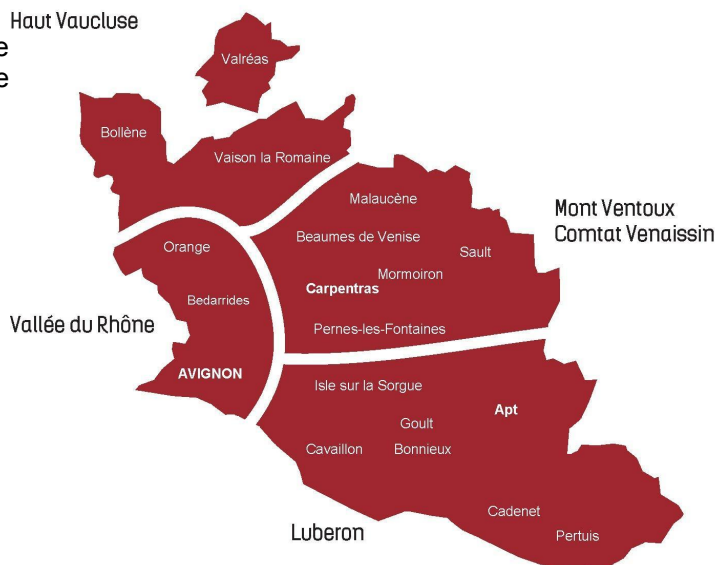 Haut Vaucluse
e
e
Valréas
Bollène
Vaison la Romaine
Malaucène
Mont Ventoux
Comtat Venaissin
Beaumes de Venise
Orange
Sault
Mormoiron
Carpentras
Bedarrides
Vallée du Rhône
Pernes-les-Fontaines
AVIGNON
Isle sur la Sorgue
Apt
Goult
Cavaillon
Bonnieux
Cadenet
Luberon
Pertuis